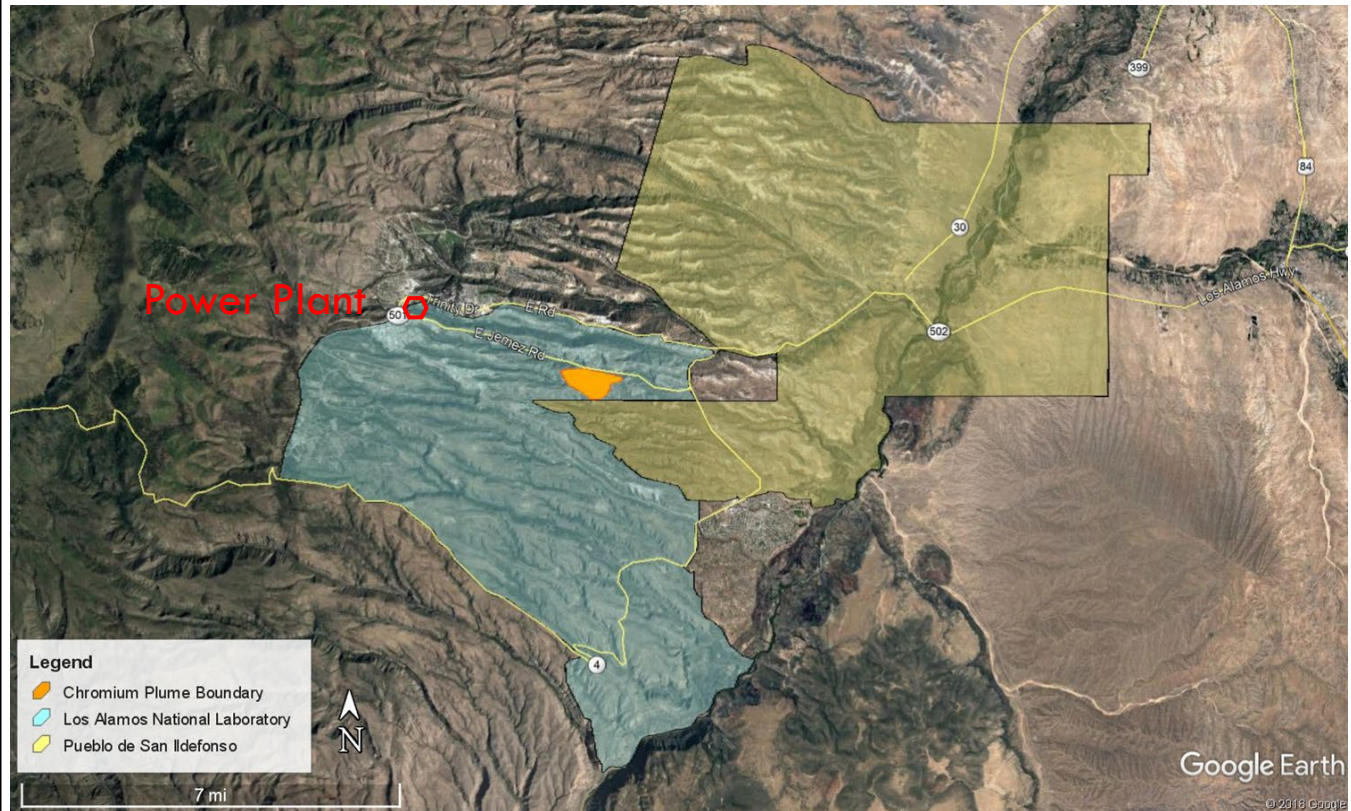 399
84
30
Power Plant
Trinity Dr
E Rd
Los Alamos Hwy
501
502
E Jemez Rd
4
Legend
Chromium Plume Boundary
Los Alamos National Laboratory
Pueblo de San Ildefonso
N
7 mi
Google Earth
© 2016 Google